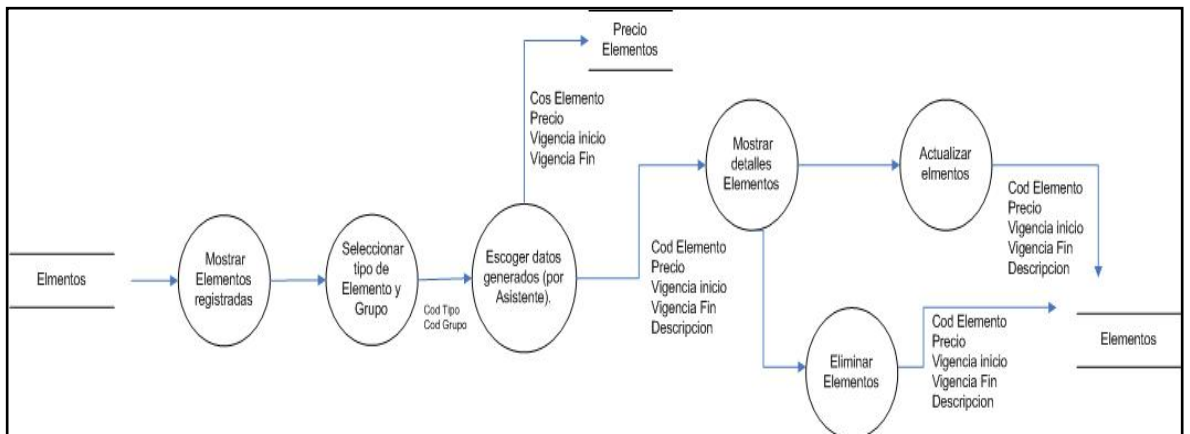 Precio
Elementos
Cos Elemento
Precio
Vigencia inicio
Vigencia Fin
Mostrar
detalles
Elementos
Actualizar
elmentos
Cod Elemento
Precio
Vigencia inicio
Vigencia Fin
Descripcion
Elmentos
Mostrar
Elementos
registradas
Seleccionar
tipo de
Elemento y
Grupo
Cod Tipo
Cod Grupo
Escoger datos
generados (por
Asistente).
Cod Elemento
Precio
Vigencia inicio
Vigencia Fin
Descripcion
Eliminar
Elementos
Cod Elemento
Precio
Vigencia inicio
Vigencia Fin
Descripcion
Elementos